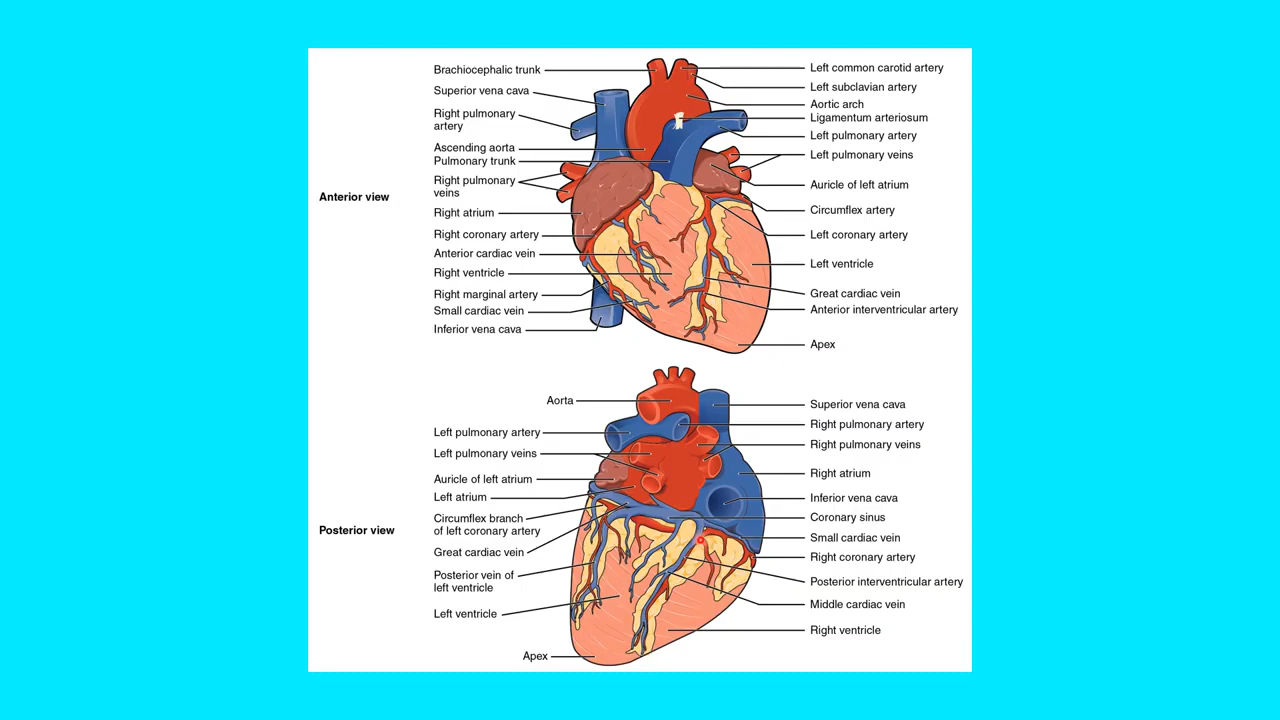 Brachiocephalic trunk
Superior vena cava
Right pulmonary
artery
Ascending aorta
Pulmonary trunk
Right pulmonary
veins
Right atrium
Right coronary artery
Anterior cardiac vein
Right ventricle
Right marginal artery
Small cardiac vein
Inferior vena cava
Anterior view
Left common carotid artery
Left subclavian artery
Aortic arch
Ligamentum arteriosum
Left pulmonary artery
Left pulmonary veins
Auricle of left atrium
Circumflex artery
Left coronary artery
Left ventricle
Great cardiac vein
Anterior interventricular artery
Apex
Aorta
Left pulmonary artery
Left pulmonary veins
Auricle of left atrium
Left atrium
Circumflex branch
of left coronary artery
Great cardiac vein
Posterior vein of
left ventricle
Left ventricle
Apex
Posterior view
Superior vena cava
Right pulmonary artery
Right pulmonary veins
Right atrium
Inferior vena cava
Coronary sinus
Small cardiac vein
Right coronary artery
Posterior interventricular artery
Middle cardiac vein
Right ventricle